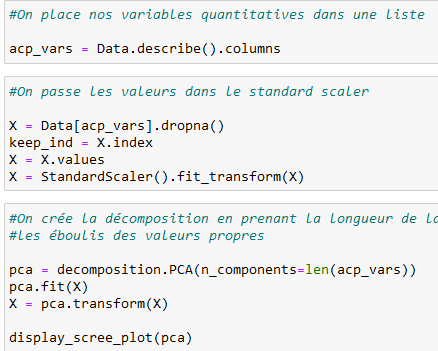 #On place nos variables quantitatives dans une liste
acp_vars = Data.describe().columns
#On passe les valeurs dans le standard scaler
X = Data[acp_vars].dropna()
keep_ind = X.index
X = X.values
X = StandardScaler().fit_transform(X)
#On crée la décomposition en prenant la longueur de la
#les éboulis des valeurs propres
pca = decomposition.PCA(n_components=len(acp_vars))
pca.fit(X)
X = pca.transform(X)
display_scree_plot(pca)